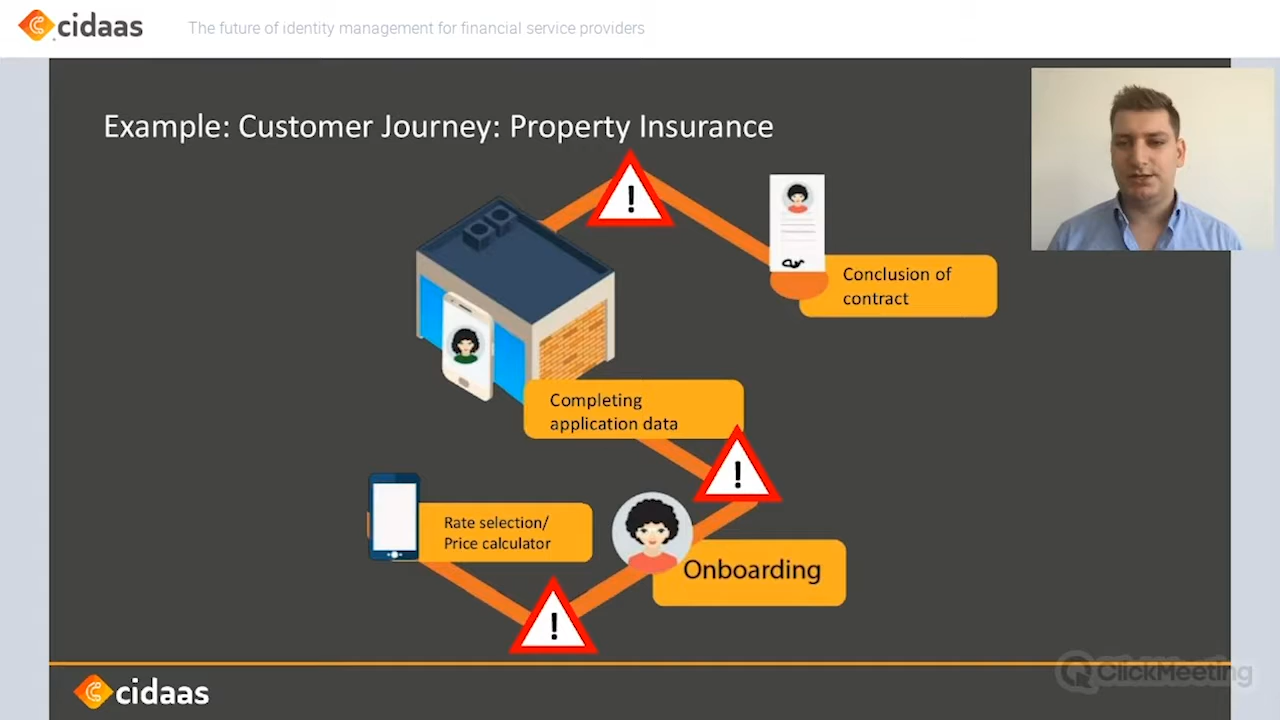 cidaas
The future of identity management for financial service providers
Example: Customer Journey: Property Insurance
!
Conclusion of
contract
Completing
application data
!
Rate selection/
Price calculator
Onboarding
!
cidaas
ClickMeeting